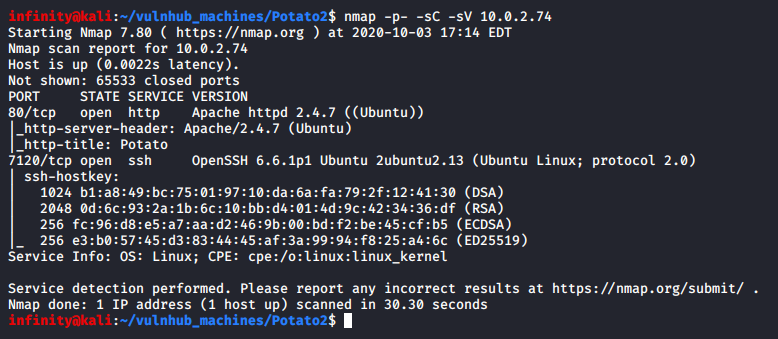 infinity@kali:~/vulnhub_machines/Potato2$ nmap -p- -sC -sV 10.0.2.74
Starting Nmap 7.80 ( https://nmap.org ) at 2020-10-03 17:14 EDT
Nmap scan report for 10.0.2.74
Host is up (0.0022s latency).
Not shown: 65533 closed ports
PORT     STATE SERVICE VERSION
80/tcp   open  http    Apache httpd 2.4.7 ((Ubuntu))
|_http-server-header: Apache/2.4.7 (Ubuntu)
|_http-title: Potato
7120/tcp open  ssh     OpenSSH 6.6.1p1 Ubuntu 2ubuntu2.13 (Ubuntu Linux; protocol 2.0)
| ssh-hostkey:
|   1024 b1:a8:49:bc:75:01:97:10:da:6a:fa:79:2f:12:41:30 (DSA)
|   2048 0d:6c:93:2a:1b:6c:10:bb:d4:01:4d:9c:42:34:36:df (RSA)
|   256 fc:96:d8:e5:a7:aa:d2:46:9b:00:bd:f2:be:45:cf:b5 (ECDSA)
|_  256 e3:b0:57:45:d3:83:44:45:af:3a:99:94:f8:25:a4:6c (ED25519)
Service Info: OS: Linux; CPE: cpe:/o:linux:linux_kernel

Service detection performed. Please report any incorrect results at https://nmap.org/submit/ .
Nmap done: 1 IP address (1 host up) scanned in 30.30 seconds
infinity@kali:~/vulnhub_machines/Potato2$